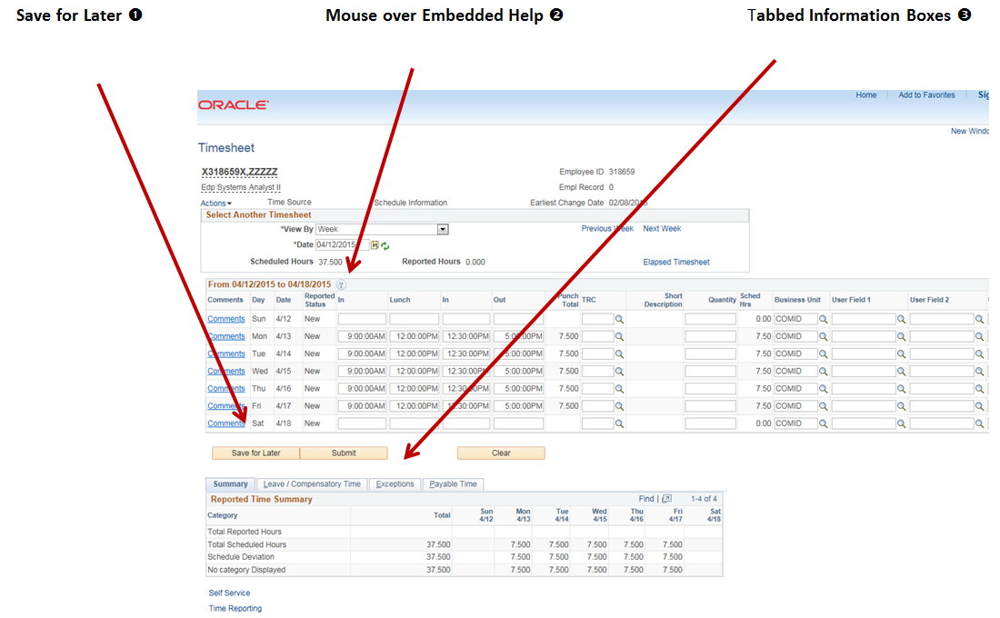 Save for Later ❶ Mouse over Embedded Help ❷ Tabbed Information Boxes ❸
ORACLE Home Add to Favorites
New
Timesheet
X318659X,ZZZZZ Employee ID 318659
Edp Systems Analyst II Empl Record 0
Actions Time Source Schedule Information Earliest Change Date
Select Another Timesheet
*View By Week Previous Week Next Week
*Date 04/12/2015
Scheduled Hours 37.500 Reported Hours 0.000 Elapsed Timesheet
From 04/12/2015 to 04/18/2015 ?
Comments Day Date Reported Status In Lunch In Out Punch Total TRC Short Description Quantity Sched Hrs Business Unit User Field 1 User Field 2
Comments Sun 4/12 New 0.00 COMID
Comments Mon 4/13 New 9:00:00AM 12:00:00PM 12:30:00PM 5:00:00PM 7.500 7.50 COMID
Comments Tue 4/14 New 9:00:00AM 12:00:00PM 12:30:00PM 5:00:00PM 7.500 7.50 COMID
Comments Wed 4/15 New 9:00:00AM 12:00:00PM 12:30:00PM 5:00:00PM 7.500 7.50 COMID
Comments Thu 4/16 New 9:00:00AM 12:00:00PM 12:30:00PM 5:00:00PM 7.500 7.50 COMID
Comments Fri 4/17 New 9:00:00AM 12:00:00PM 12:30:00PM 5:00:00PM 7.500 7.50 COMID
Comments Sat 4/18 New 0.00 COMID
Save for Later Submit Clear
Summary Leave / Compensatory Time Exceptions Payable Time
Reported Time Summary Find | 1-4 of 4
Category Total Sun 4/12 Mon 4/13 Tue 4/14 Wed 4/15 Thu 4/16 Fri 4/17 Sat 4/18
Total Reported Hours
Total Scheduled Hours 37.500 7.500 7.500 7.500 7.500 7.500
Schedule Deviation 37.500 7.500 7.500 7.500 7.500 7.500
No category Displayed 37.500 7.500 7.500 7.500 7.500 7.500
Self Service
Time Reporting